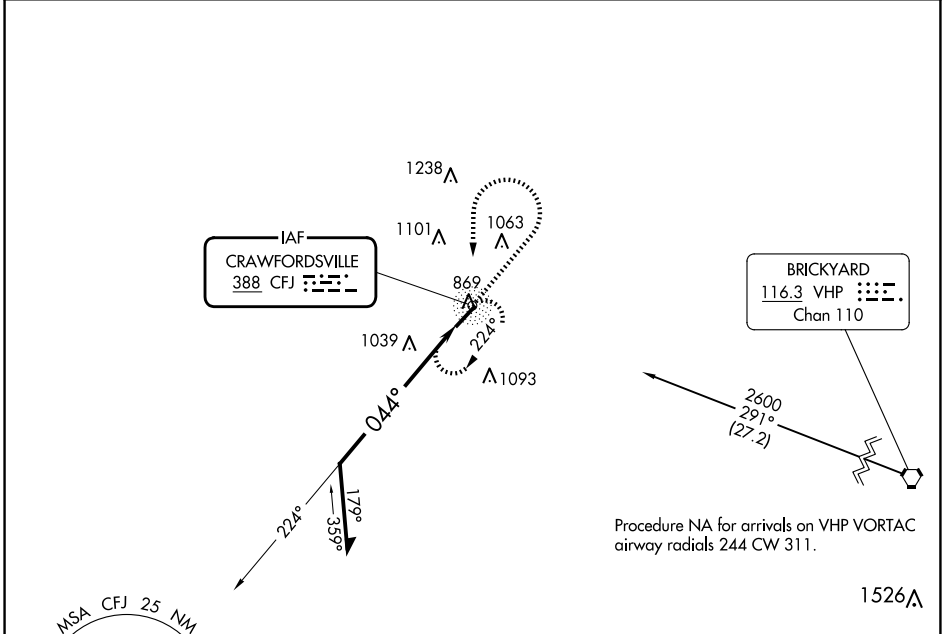 1238
1101
1063
IAF
CRAWFORDSVILLE
388 CFJ
869
224°
1039
1093
BRICKYARD
116.3 VHP
Chan 110
2600
291°
(27.2)
044°
179°
359°
224°
Procedure NA for arrivals on VHP VORTAC
airway radials 244 CW 311.
1526
MSA CFJ 25 NM